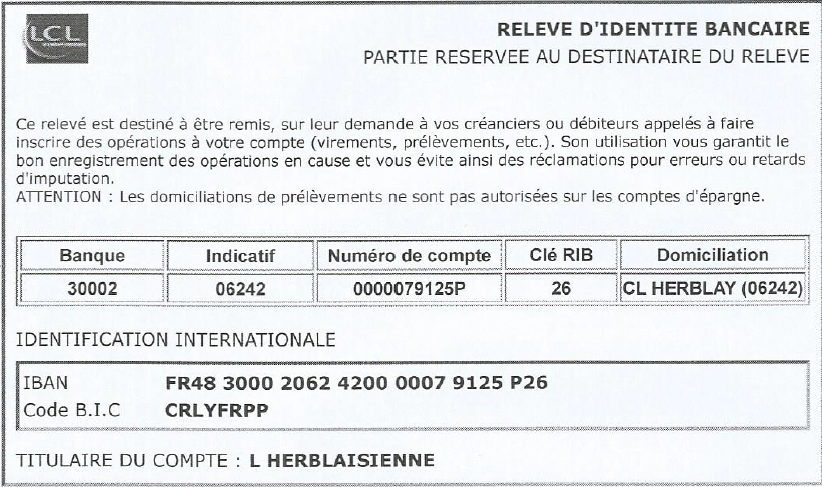 LCL
RELEVE D'IDENTITE BANCAIRE
PARTIE RESERVEE AU DESTINATAIRE DU RELEVE
Ce relevé est destiné à être remis, sur leur demande à vos créanciers ou débiteurs appelés à faire
inscrire des opérations à votre compte (virements, prélèvements, etc.). Son utilisation vous garantit le
bon enregistrement des opérations en cause et vous évite ainsi des réclamations pour erreurs ou retards
d'imputation.
ATTENTION : Les domiciliations de prélèvements ne sont pas autorisées sur les comptes d'épargne.
Banque Indicatif Numéro de compte Clé RIB Domiciliation
30002 06242 0000079125P 26 CL HERBLAY (06242)
IDENTIFICATION INTERNATIONALE
IBAN FR48 3000 2062 4200 0007 9125 P26
Code B.I.C CRLYFRPP
TITULAIRE DU COMPTE : L HERBLAISIENNE